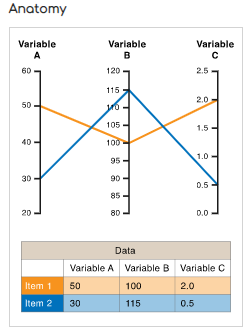 Anatomy
Variable A
Variable B
Variable C
60
50
40
30
20
120
115
110
105
100
95
90
85
80
2.5
2.0
1.5
1.0
0.5
0.0
Data
Variable A Variable B Variable C
Item 1 50 100 2.0
Item 2 30 115 0.5